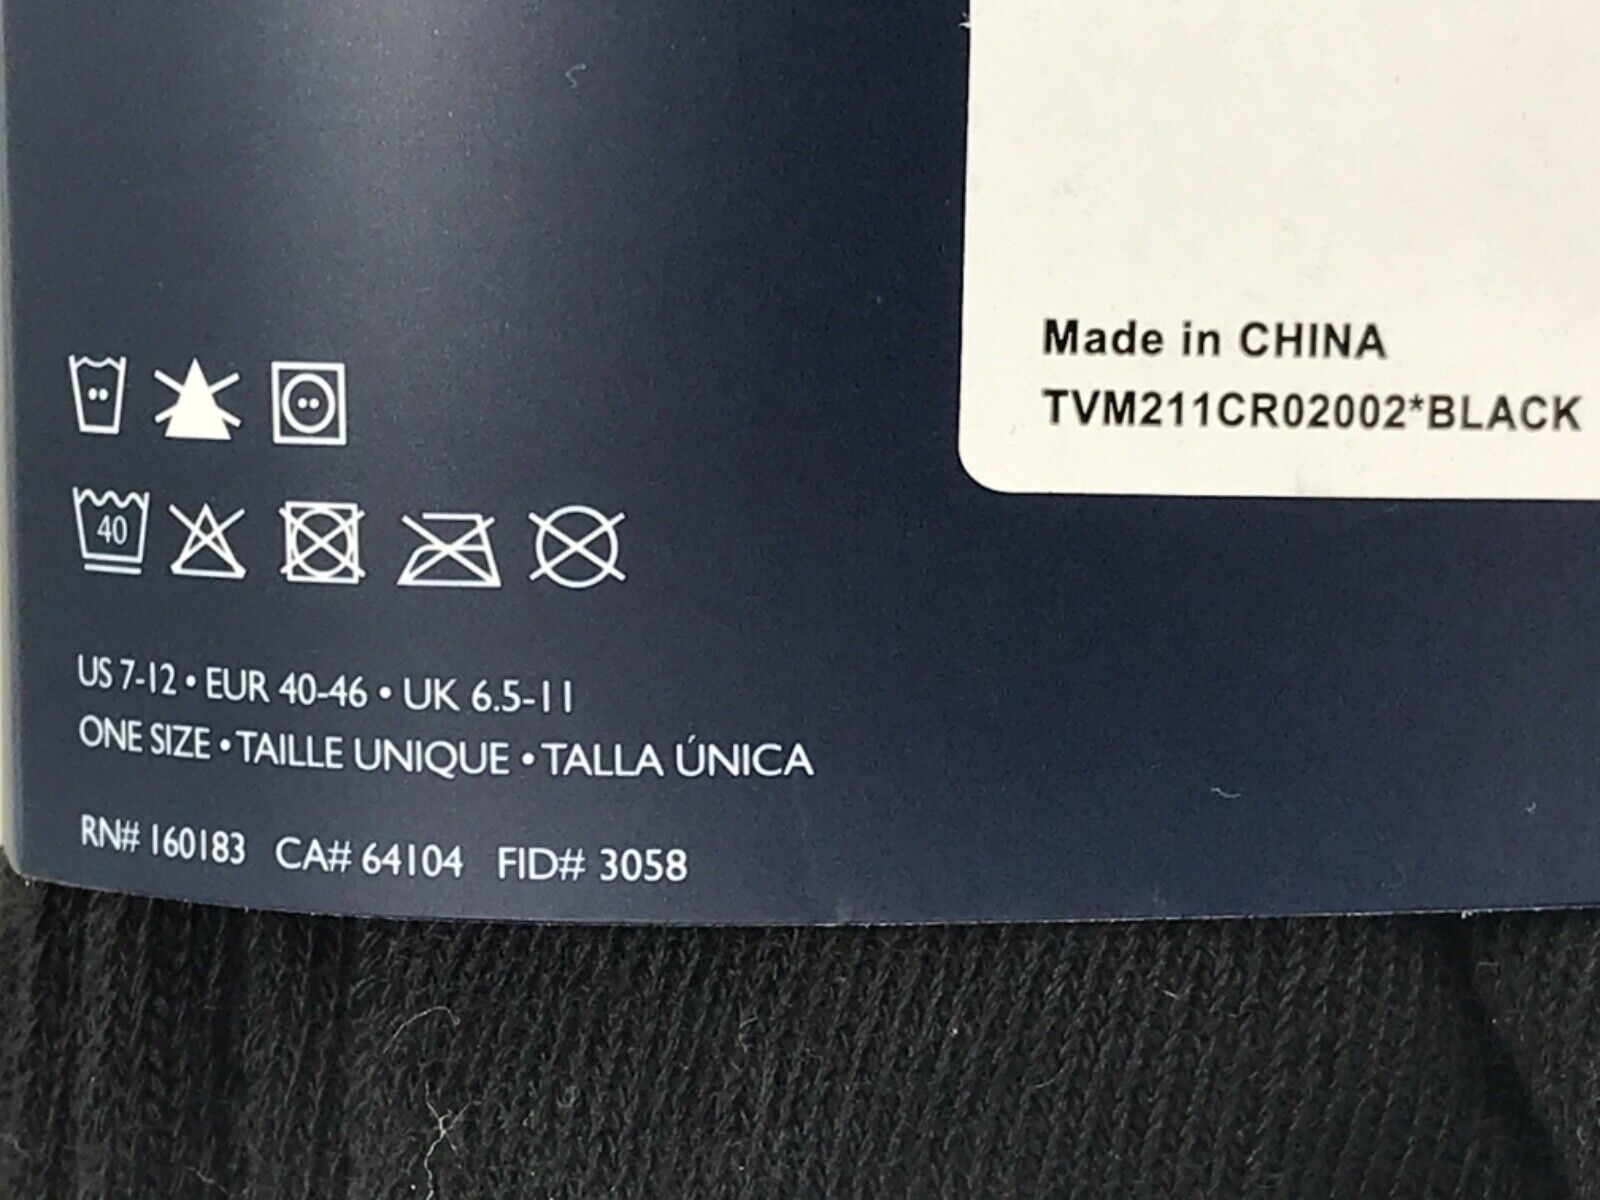 Made in CHINA
TVM211CR02002*BLACK
40
US 7-12 • EUR 40-46 • UK 6.5-11
ONE SIZE • TAILLE UNIQUE • TALLA ÚNICA
RN# 160183 CA# 64104 FID# 3058